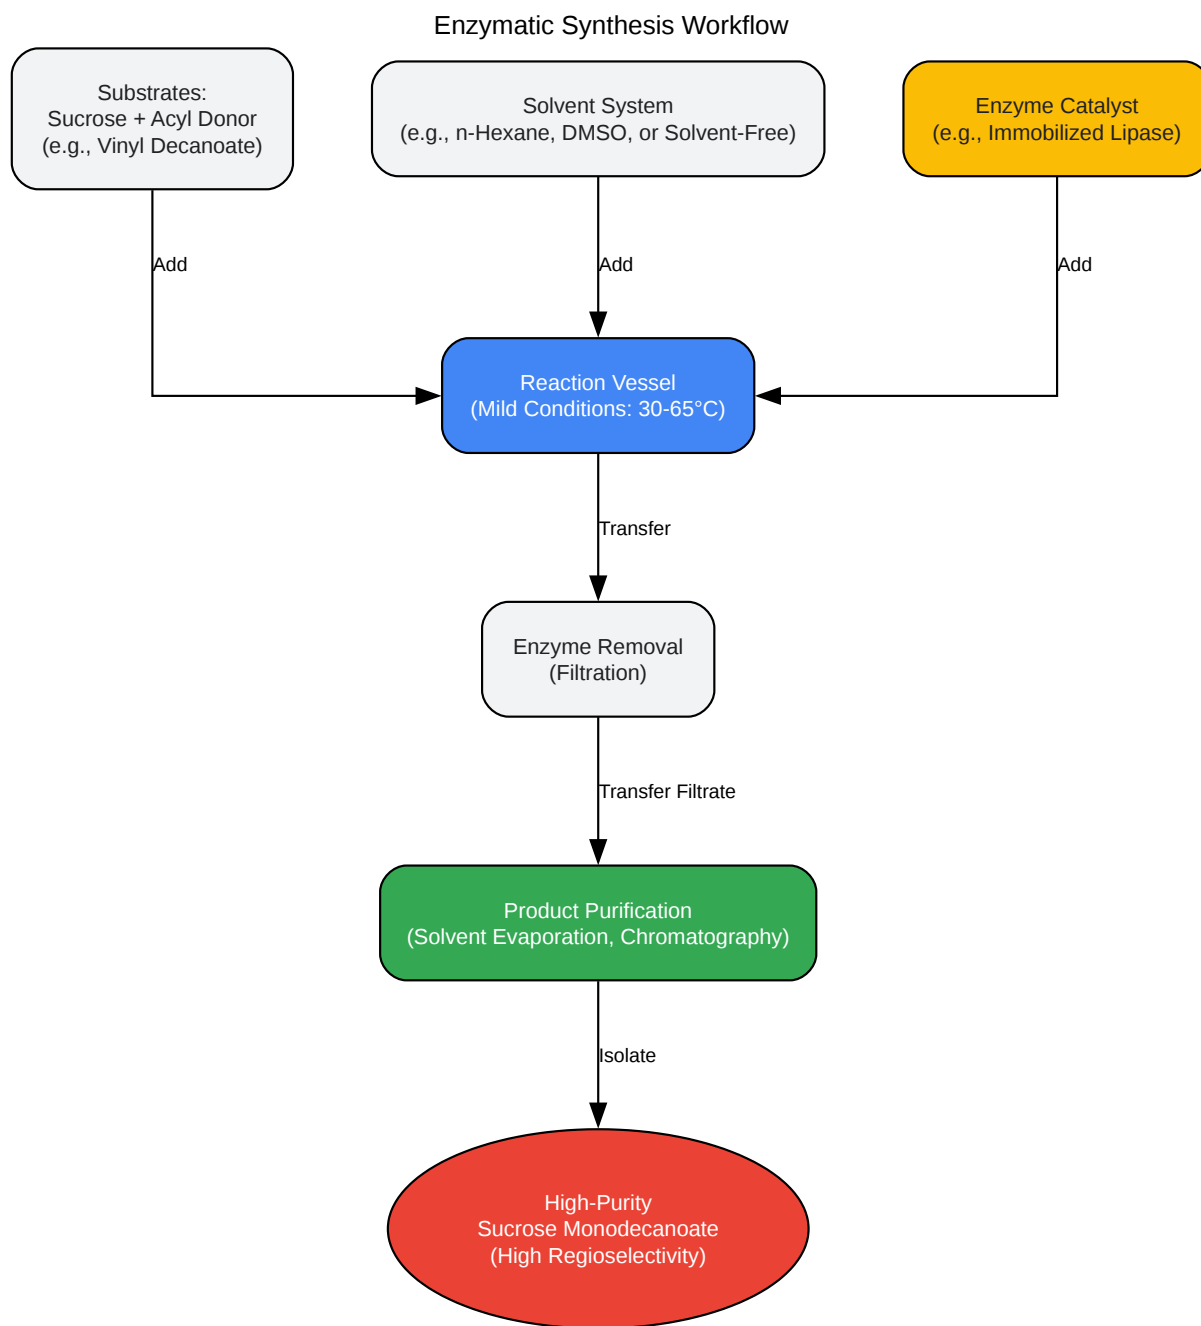 Enzymatic Synthesis Workflow
Substrates:
Sucrose + Acyl Donor
(e.g., Vinyl Decanoate)
Solvent System
(e.g., n-Hexane, DMSO, or Solvent-Free)
Enzyme Catalyst
(e.g., Immobilized Lipase)
Add
Add
Add
Reaction Vessel
(Mild Conditions: 30-65°C)
Transfer
Enzyme Removal
(Filtration)
Transfer Filtrate
Product Purification
(Solvent Evaporation, Chromatography)
Isolate
High-Purity
Sucrose Monodecanoate
(High Regioselectivity)